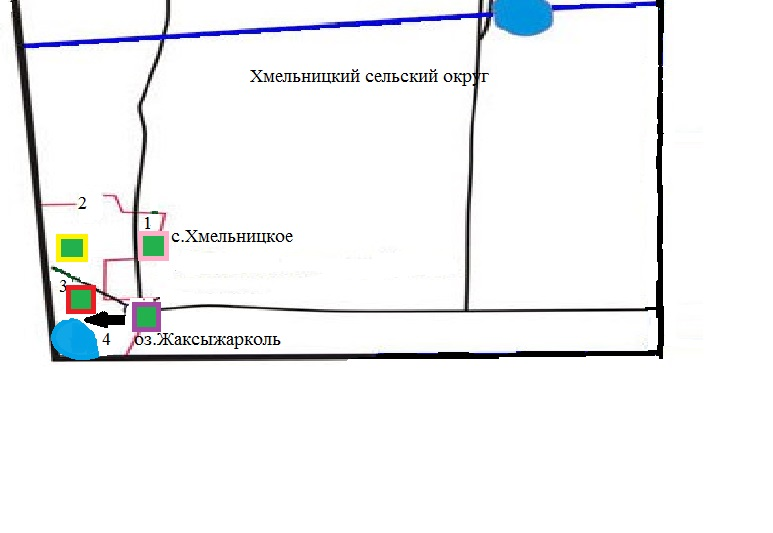 Хмельницкий сельский округ
2
1
с.Хмельницкое
3
4 оз.Жаксыжарколь